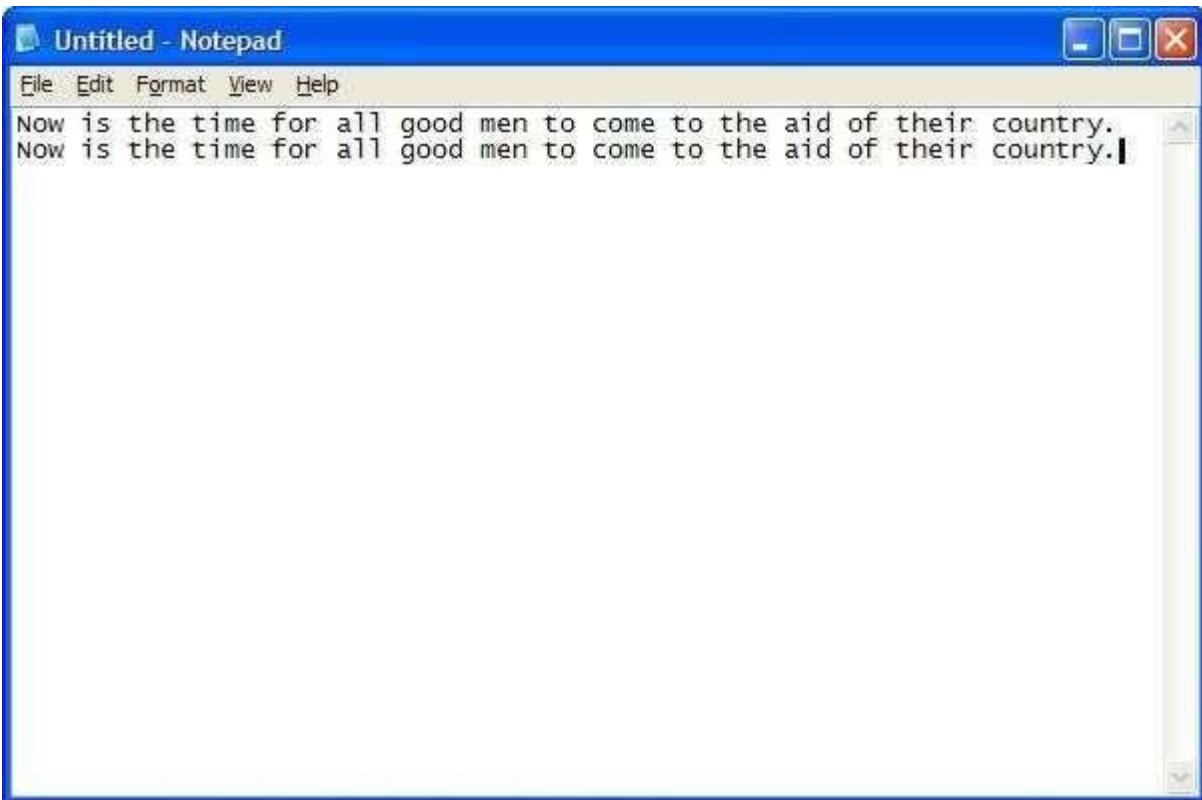 Untitled - Notepad
File Edit Format View Help
Now is the time for all good men to come to the aid of their country.
Now is the time for all good men to come to the aid of their country.